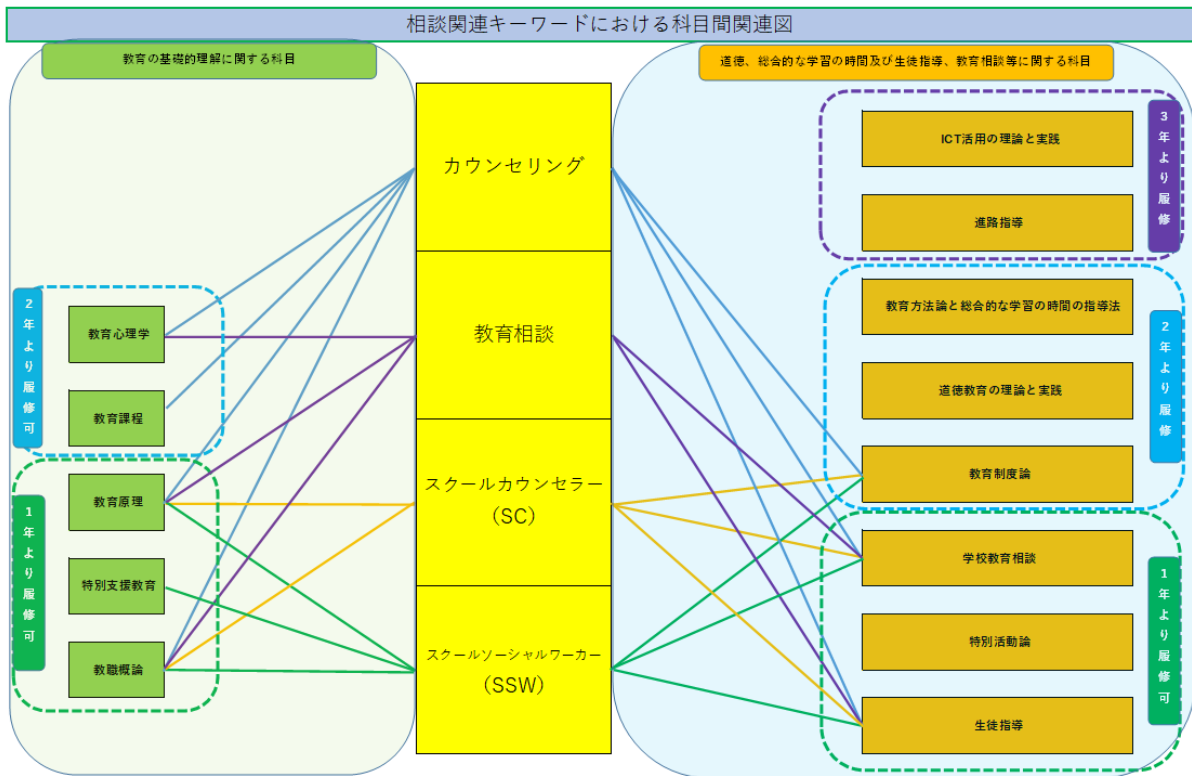 相談関連キーワードにおける科目間関連図
教育の基礎的理解に関する科目
道徳、総合的な学習の時間及び生徒指導、教育相談等に関する科目
2年より履修可
教育心理学
教育課程
1年より履修可
教育原理
特別支援教育
教職概論
カウンセリング
教育相談
スクールカウンセラー
（SC）
スクールソーシャルワーカー
（SSW）
ICT活用の理論と実践
進路指導
3年より履修
教育方法論と総合的な学習の時間の指導法
道徳教育の理論と実践
教育制度論
2年より履修
学校教育相談
特別活動論
生徒指導
1年より履修可